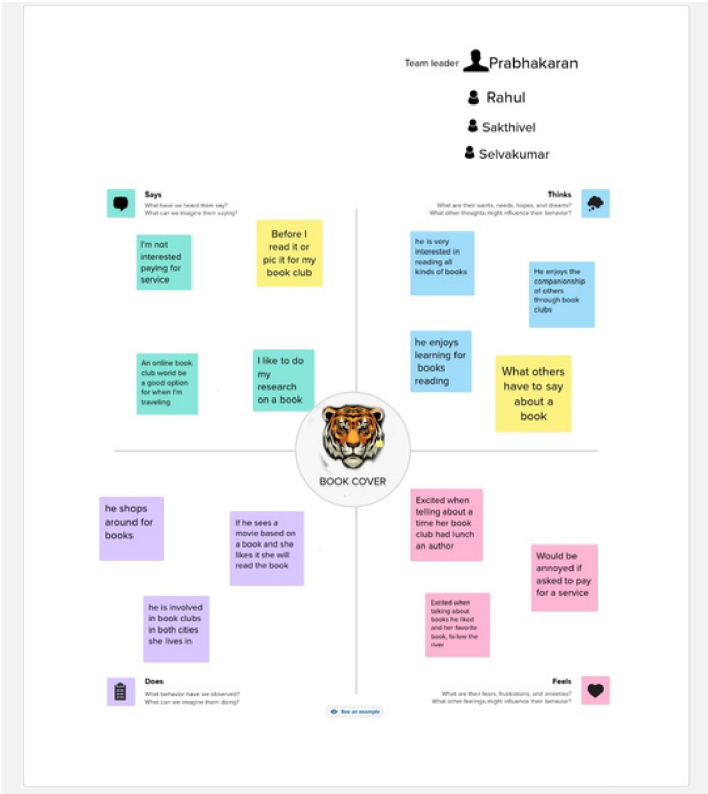 Team leader Prabhakaran
Rahul
Sakthivel
Selvakumar
Says
What have we heard them say?
What can we imagine them saying?
I'm not
interested
paying for
service
Before I
read it or
pic it for my
book club
An online book
club world be
a good option
for when I'm
traveling
I like to do
my
research
on a book
Thinks
What are their wants, needs, hopes, and dreams?
What other thoughts might influence their behavior?
he is very
interested in
reading all
kinds of books
He enjoys the
companionship
of others
through book
clubs
he enjoys
learning for
books
reading
What others
have to say
about a
book
BOOK COVER
he shops
around for
books
If he sees a
movie based on
a book and she
likes it she will
read the book
he is involved
in book clubs
in both cities
she lives in
Does
What behavior have we observed?
What can we imagine them doing?
Excited when
telling about a
time her book
club had lunch
an author
Would be
annoyed if
asked to pay
for a service
Excited when
talking about
books he liked
and her favorite
book, follow the
river
Feels
What are their fears, frustrations, and anxieties?
What other feelings might influence their behavior?
See an example